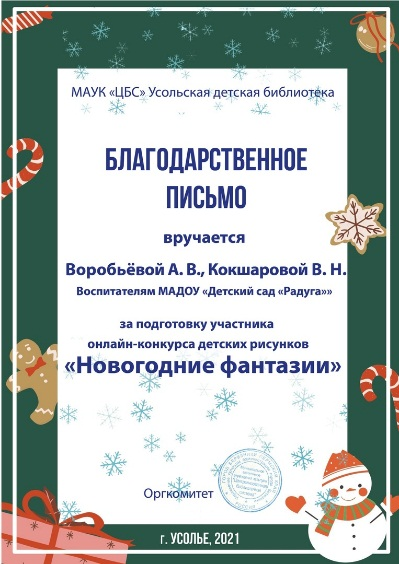 МАУК «ЦБС» Усольская детская библиотека
БЛАГОДАРСТВЕННОЕ
ПИСЬМО
вручается
Воробьёвой А. В., Кокшаровой В. Н.
Воспитателям МАДОУ «Детский сад «Радуга»»
за подготовку участника
онлайн-конкурса детских рисунков
«Новогодние фантазии»
Оргкомитет
г. УСОЛЬЕ, 2021